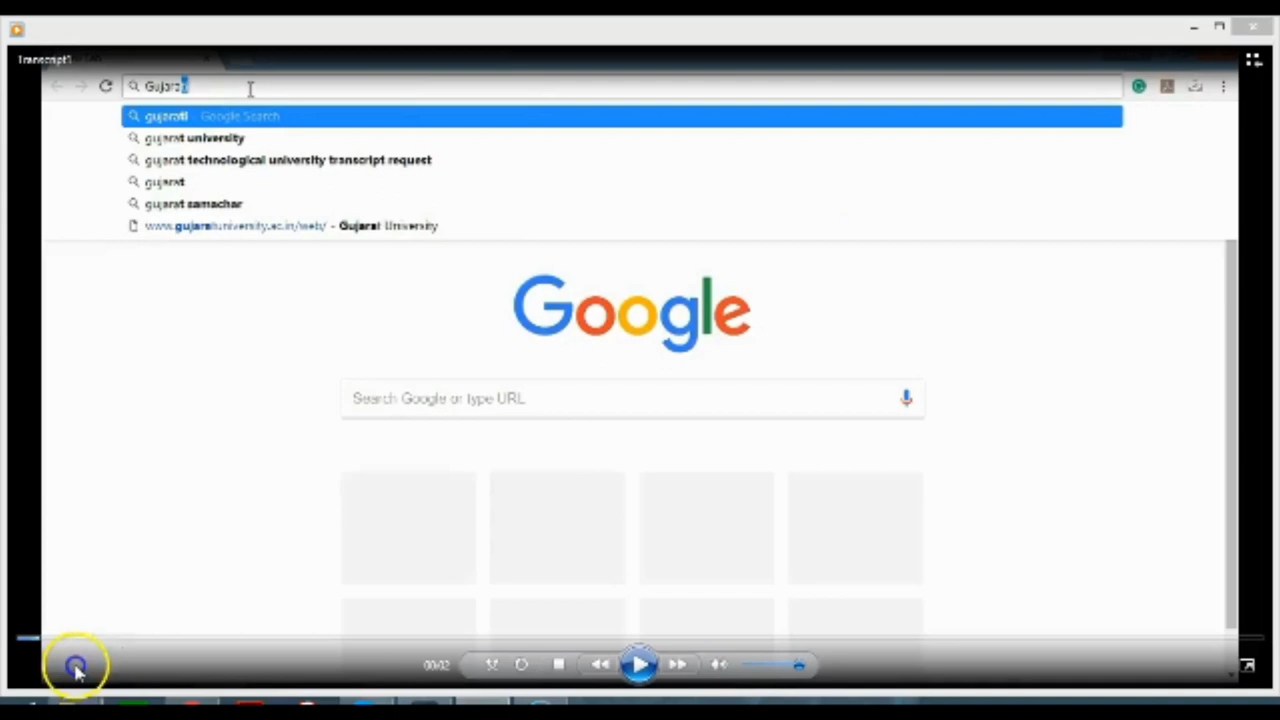 Transcript1
Gujara
gujarati - Google Search
gujarat university
gujarat technological university transcript request
gujarat
gujarat samachar
www.gujaratuniversity.ac.in/web/ - Gujarat University
Google
Search Google or type URL
00:02